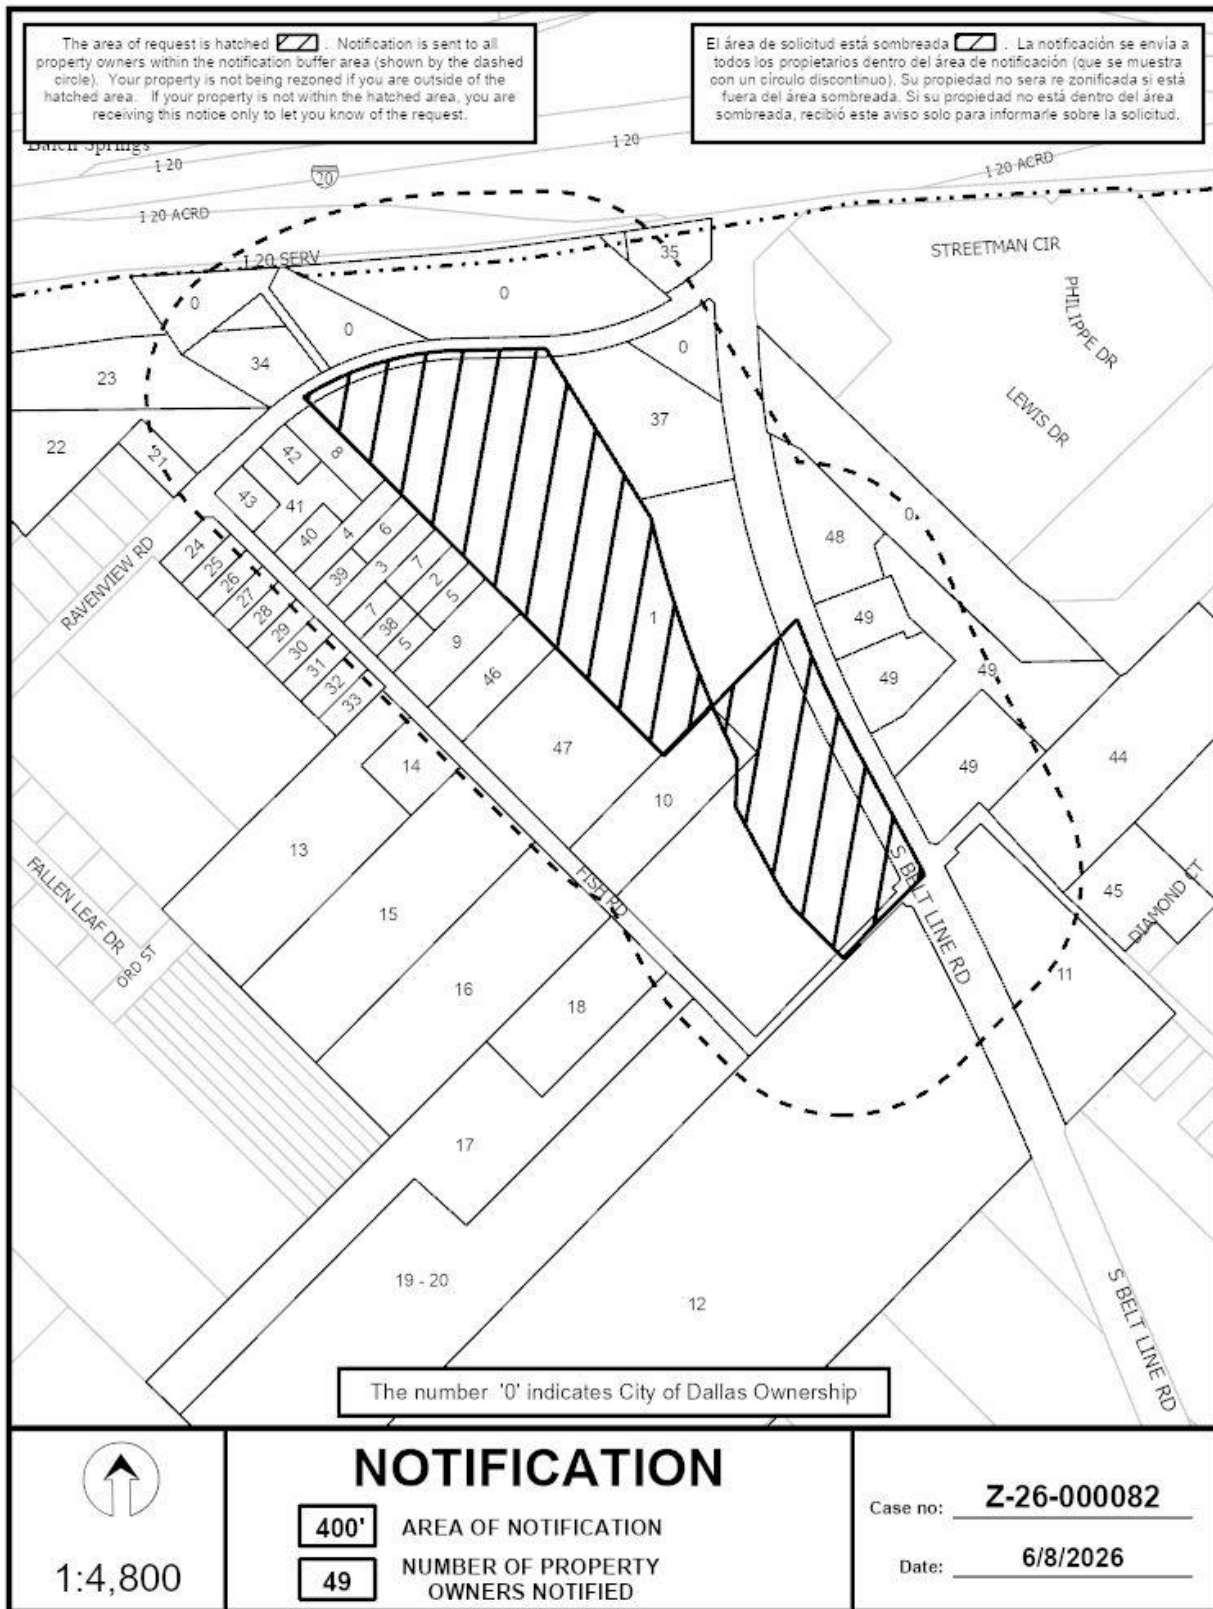 The area of request is hatched . Notification is sent to all
property owners within the notification buffer area (shown by the dashed
circle). Your property is not being rezoned if you are outside of the
hatched area. If your property is not within the hatched area, you are
receiving this notice only to let you know of the request.
El área de solicitud está sombreada . La notificación se envía a
todos los propietarios dentro del área de notificación (que se muestra
con un círculo discontinuo). Su propiedad no sera re zonificada si está
fuera del área sombreada. Si su propiedad no está dentro del área
sombreada, recibió este aviso solo para informarle sobre la solicitud.
Balch Springs
I 20
20
I 20
I 20 ACRD
I 20 ACRD
I 20 SERV
STREETMAN CIR
PHILIPPE DR
LEWIS DR
35
0
0
0
0
34
23
37
22
21
42
8
43
41
40
4
6
48
0
RAVENVIEW RD
24
25
26
27
28
29
30
31
32
33
39
3
7
2
5
7
38
5
9
46
1
49
49
49
49
47
14
10
44
13
15
FISH RD
S BELT LINE RD
45
DIAMOND CT
11
FALLEN LEAF DR
ORD ST
16
18
17
19 - 20
12
S BELT LINE RD
The number '0' indicates City of Dallas Ownership
1:4,800
NOTIFICATION
400' AREA OF NOTIFICATION
49 NUMBER OF PROPERTY
OWNERS NOTIFIED
Case no: Z-26-000082
Date: 6/8/2026